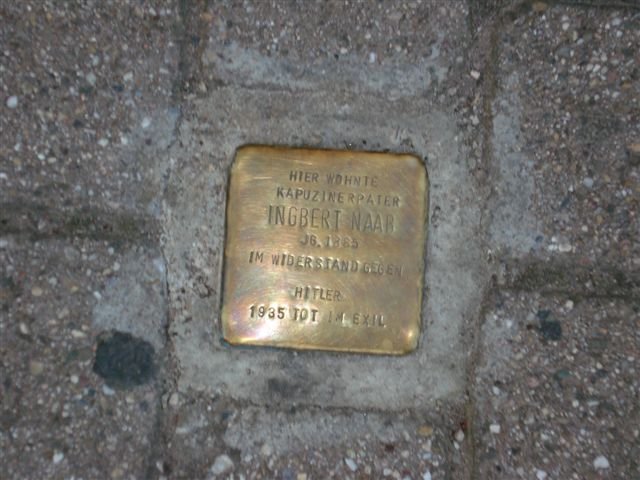 HIER WOHNTE
KAPUZINERPATER
INGBERT NAAB
JG.1885
IM WIDERSTAND GEGEN
HITLER
1935 TOT IM EXIL